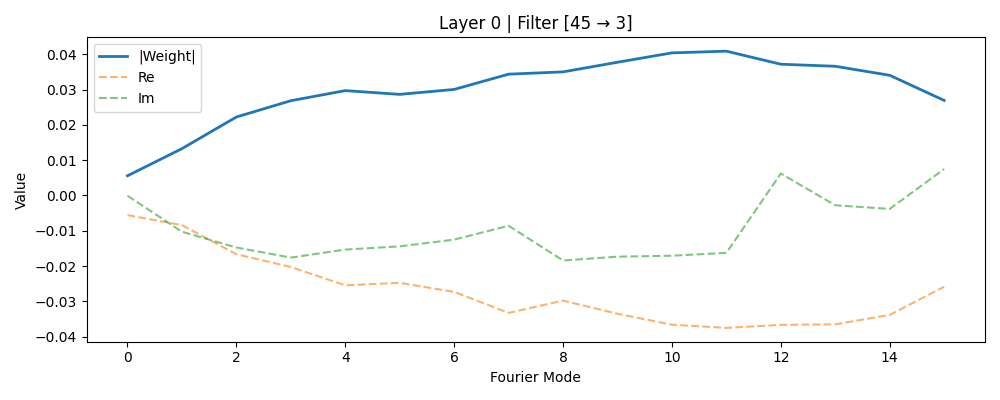 Layer 0 | Filter [45 → 3]
|Weight|
Re
Im
Value
0.04
0.03
0.02
0.01
0.00
−0.01
−0.02
−0.03
−0.04
0 2 4 6 8 10 12 14
Fourier Mode